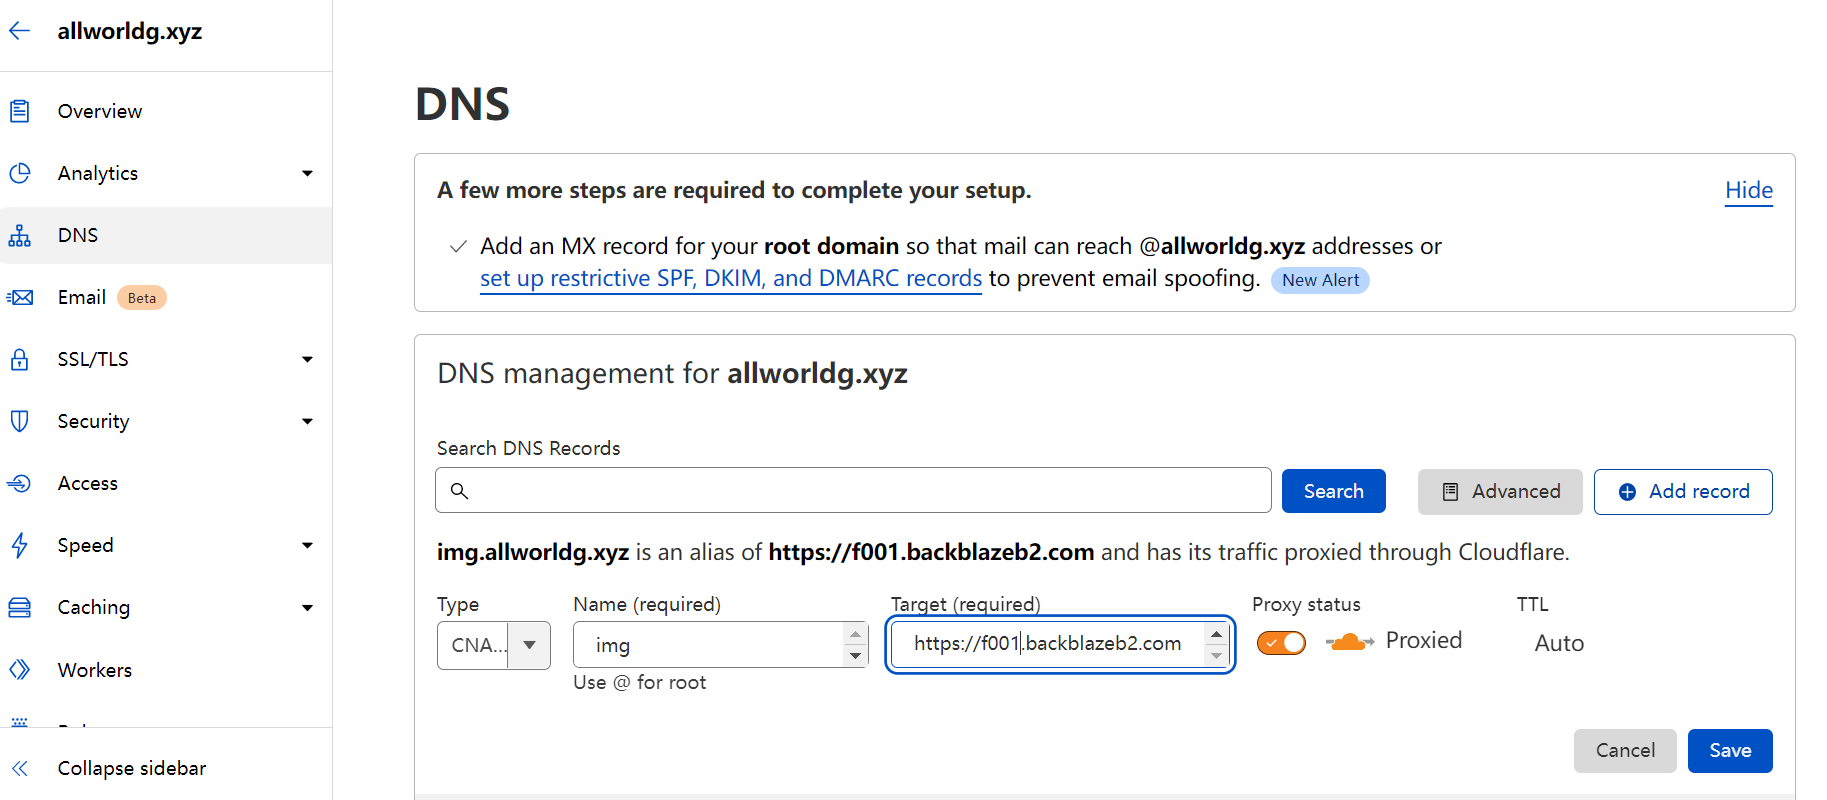 allworldg.xyz
Overview
Analytics
DNS
Email Beta
SSL/TLS
Security
Access
Speed
Caching
Workers
Collapse sidebar
DNS
A few more steps are required to complete your setup.
Hide
Add an MX record for your root domain so that mail can reach @allworldg.xyz addresses or
set up restrictive SPF, DKIM, and DMARC records to prevent email spoofing. New Alert
DNS management for allworldg.xyz
Search DNS Records
Search Advanced Add record
img.allworldg.xyz is an alias of https://f001.backblazeb2.com and has its traffic proxied through Cloudflare.
Type Name (required) Target (required) Proxy status TTL
CNA... img https://f001.backblazeb2.com Proxied Auto
Use @ for root
Cancel Save